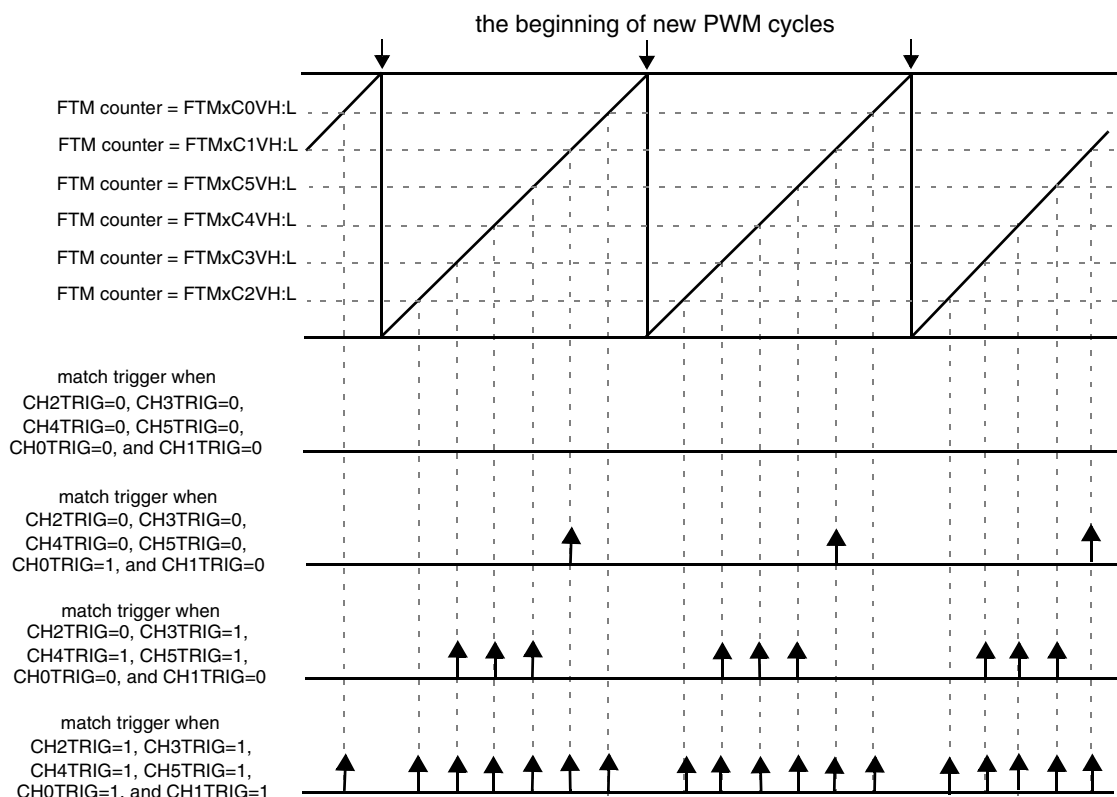 the beginning of new PWM cycles
FTM counter = FTMxC0VH:L
FTM counter = FTMxC1VH:L
FTM counter = FTMxC5VH:L
FTM counter = FTMxC4VH:L
FTM counter = FTMxC3VH:L
FTM counter = FTMxC2VH:L
match trigger when
CH2TRIG=0, CH3TRIG=0,
CH4TRIG=0, CH5TRIG=0,
CH0TRIG=0, and CH1TRIG=0
match trigger when
CH2TRIG=0, CH3TRIG=0,
CH4TRIG=0, CH5TRIG=0,
CH0TRIG=1, and CH1TRIG=0
match trigger when
CH2TRIG=0, CH3TRIG=1,
CH4TRIG=1, CH5TRIG=1,
CH0TRIG=0, and CH1TRIG=0
match trigger when
CH2TRIG=1, CH3TRIG=1,
CH4TRIG=1, CH5TRIG=1,
CH0TRIG=1, and CH1TRIG=1